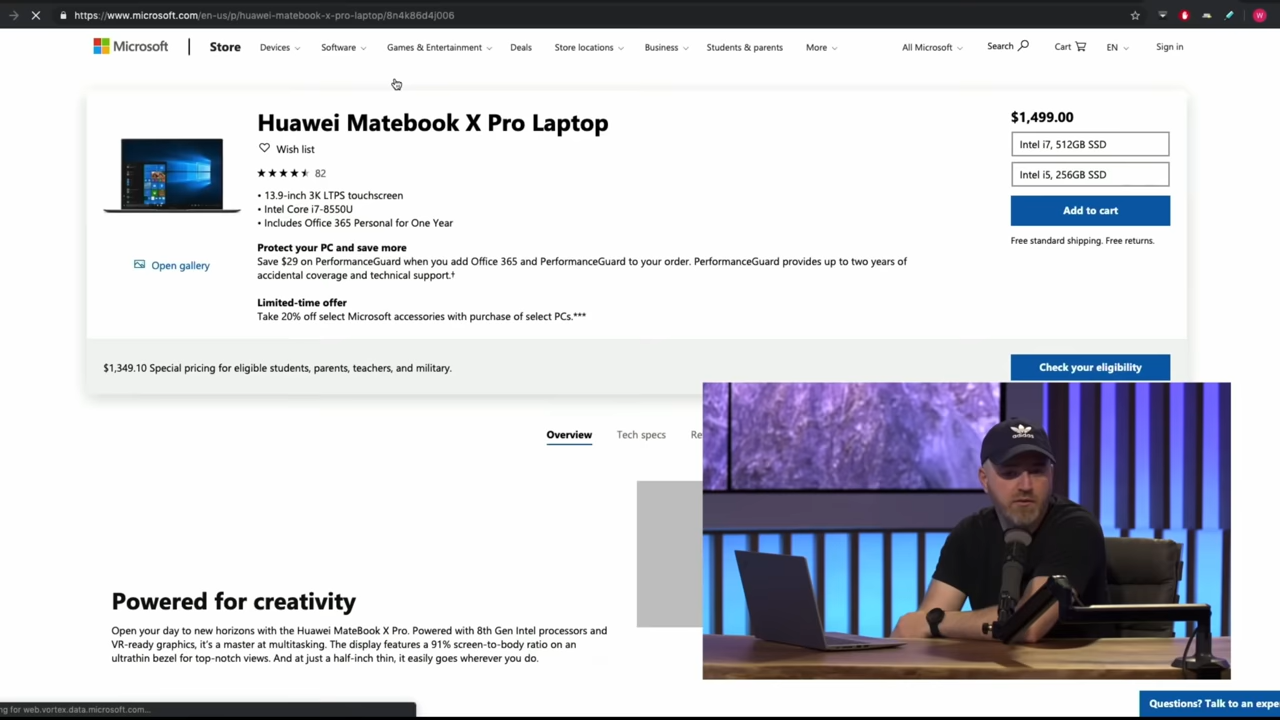 https://www.microsoft.com/en-us/p/huawei-matebook-x-pro-laptop/8n4k86d4j006
Microsoft Store Devices Software Games & Entertainment Deals Store locations Business Students & parents More All Microsoft Search Cart EN Sign in
Huawei Matebook X Pro Laptop
Wish list
82
• 13.9-inch 3K LTPS touchscreen
• Intel Core i7-8550U
• Includes Office 365 Personal for One Year
Protect your PC and save more
Save $29 on PerformanceGuard when you add Office 365 and PerformanceGuard to your order. PerformanceGuard provides up to two years of
accidental coverage and technical support.†
Limited-time offer
Take 20% off select Microsoft accessories with purchase of select PCs.***
Open gallery
$1,499.00
Intel i7, 512GB SSD
Intel i5, 256GB SSD
Add to cart
Free standard shipping. Free returns.
$1,349.10 Special pricing for eligible students, parents, teachers, and military.
Check your eligibility
Overview Tech specs Re
adidas
Powered for creativity
Open your day to new horizons with the Huawei MateBook X Pro. Powered with 8th Gen Intel processors and
VR-ready graphics, it's a master at multitasking. The display features a 91% screen-to-body ratio on an
ultrathin bezel for top-notch views. And at just a half-inch thin, it easily goes wherever you do.
ng for web.vortex.data.microsoft.com...
Questions? Talk to an expe